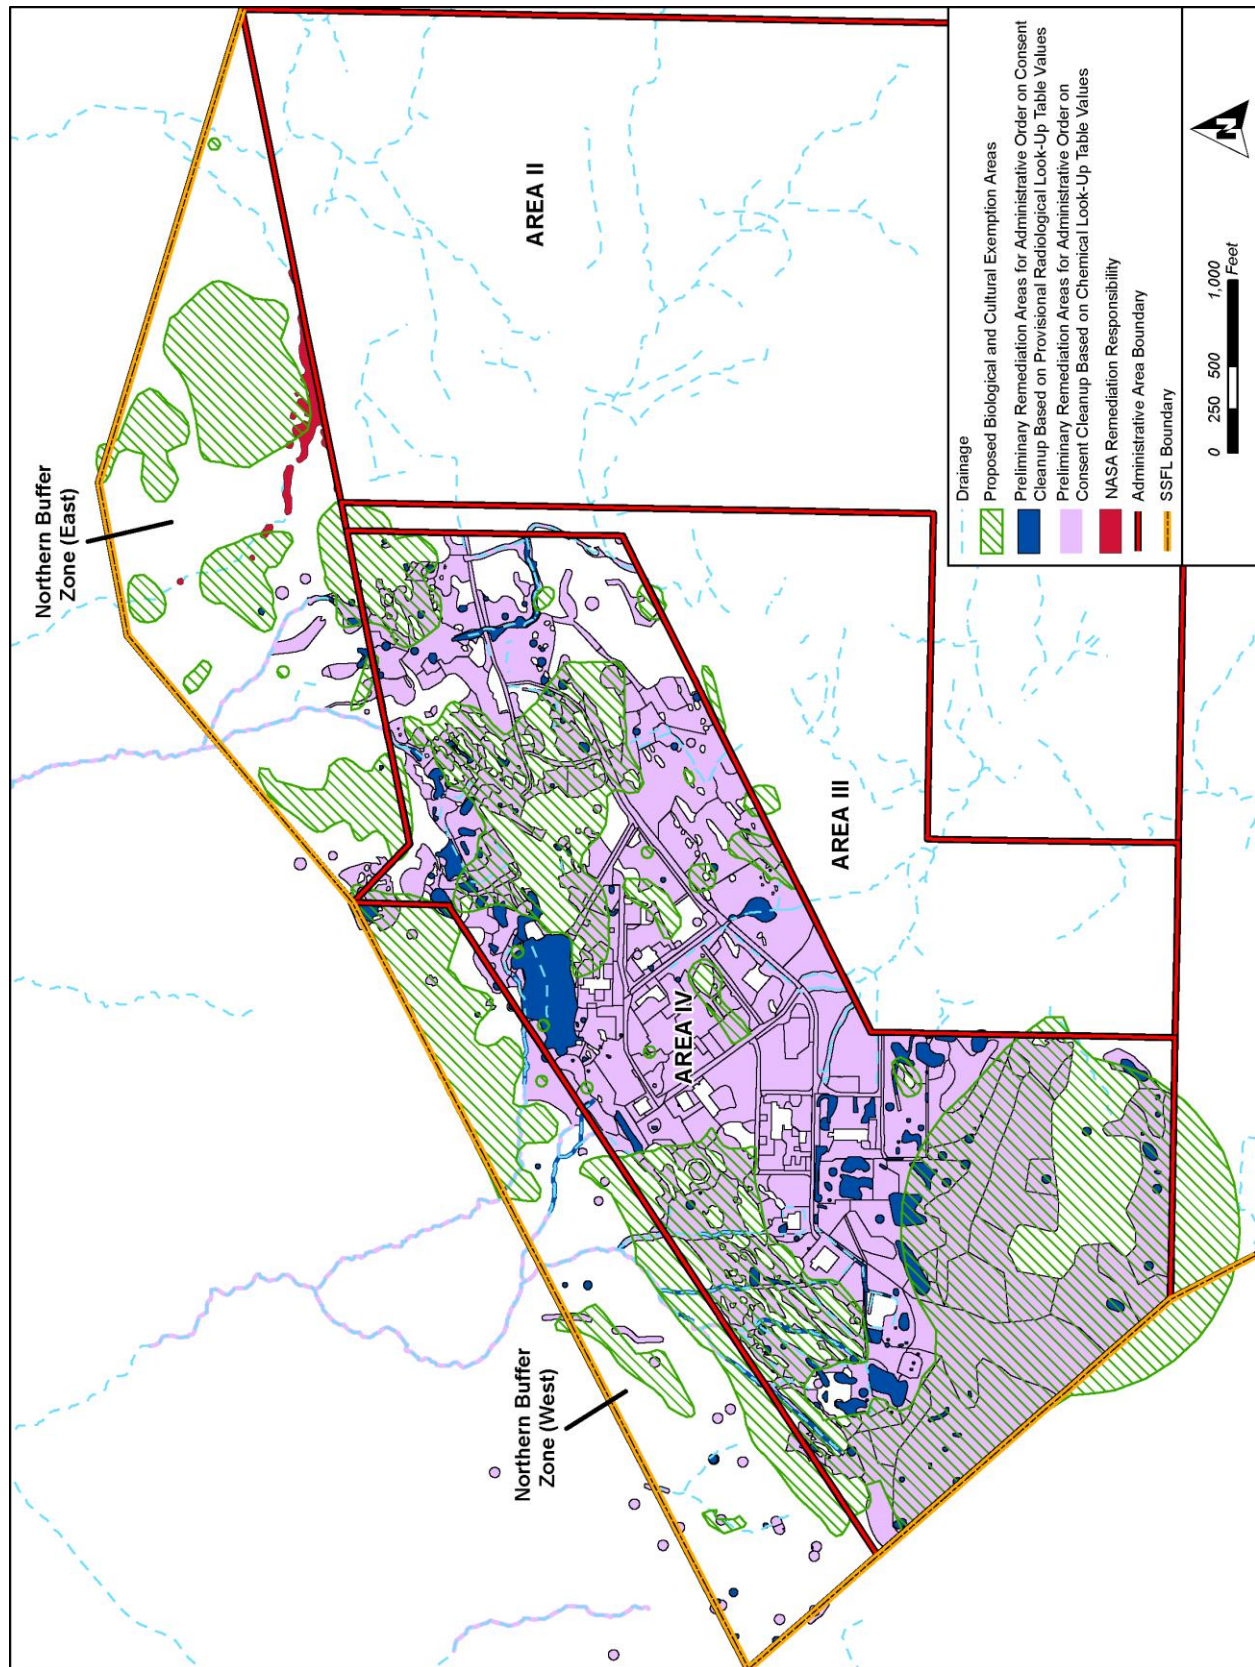 Northern Buffer
Zone (East)
Northern Buffer
Zone (West)
AREA II
AREA III
AREA IV
Drainage
Proposed Biological and Cultural Exemption Areas
Preliminary Remediation Areas for Administrative Order on Consent
Cleanup Based on Provisional Radiological Look-Up Table Values
Preliminary Remediation Areas for Administrative Order on
Consent Cleanup Based on Chemical Look-Up Table Values
NASA Remediation Responsibility
Administrative Area Boundary
SSFL Boundary
N
0 250 500 1,000
Feet